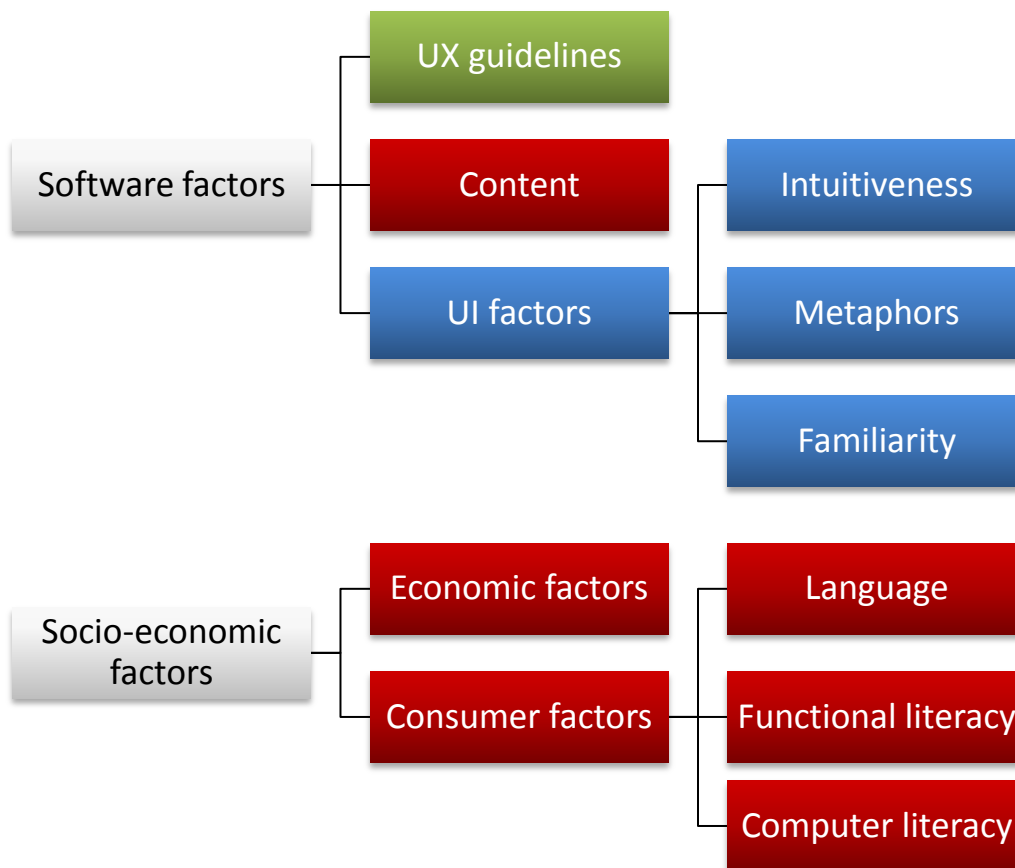 UX guidelines
Software factors
Content
Intuitiveness
UI factors
Metaphors
Familiarity
Economic factors
Language
Socio-economic
factors
Consumer factors
Functional literacy
Computer literacy